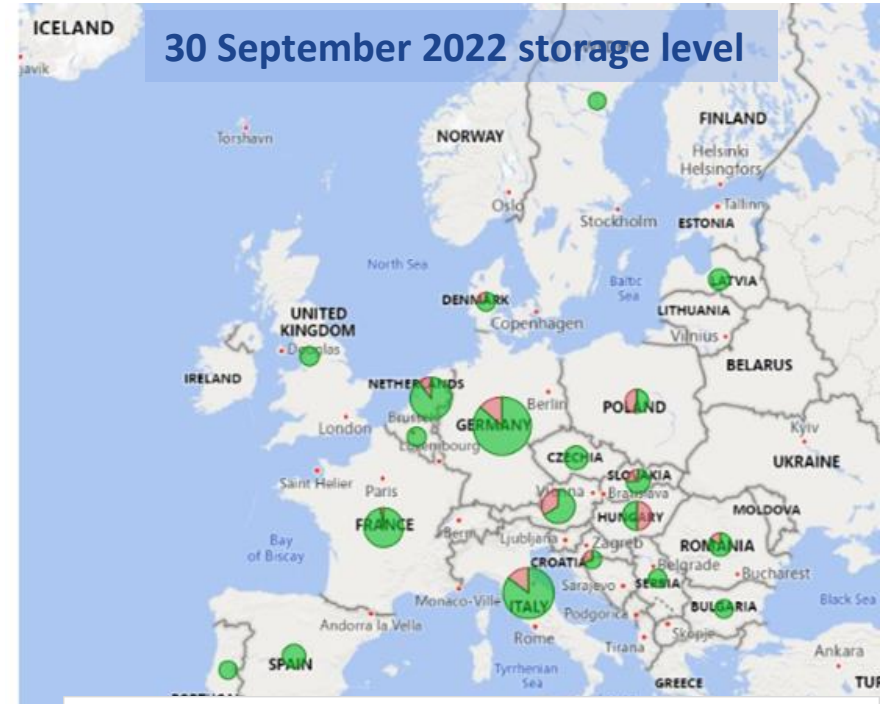 ICELAND
30 September 2022 storage level
avik
FINLAND
Torshavn
NORWAY
Helsinki
Helsingfors
Oslo
Tallinn
Stockholm
ESTONIA
North Sea
Baltic
Sea
LATVIA
DENMARK
LITHUANIA
UNITED
KINGDOM
Copenhagen
Vilnius
Douglas
BELARUS
IRELAND
NETHERLANDS
Berlin
POLAND
London
Brussels
GERMANY
Kyiv
Luxembourg
CZECHIA
UKRAINE
Saint Helier
Paris
SLOVAKIA
Vienna
Bratislava
MOLDOVA
FRANCE
Bern
HUNGARY
Bay
of Biscay
Ljubljana
Zagreb
ROMANIA
CROATIA
Belgrade
Bucharest
Monaco-Ville
ITALY
Sarajevo
SERBIA
Black Sea
Andorra la Vella
Podgorica
BULGARIA
Rome
Skopje
Tirana
Ankara
SPAIN
Tyrrhenian
Sea
GREECE
TUR